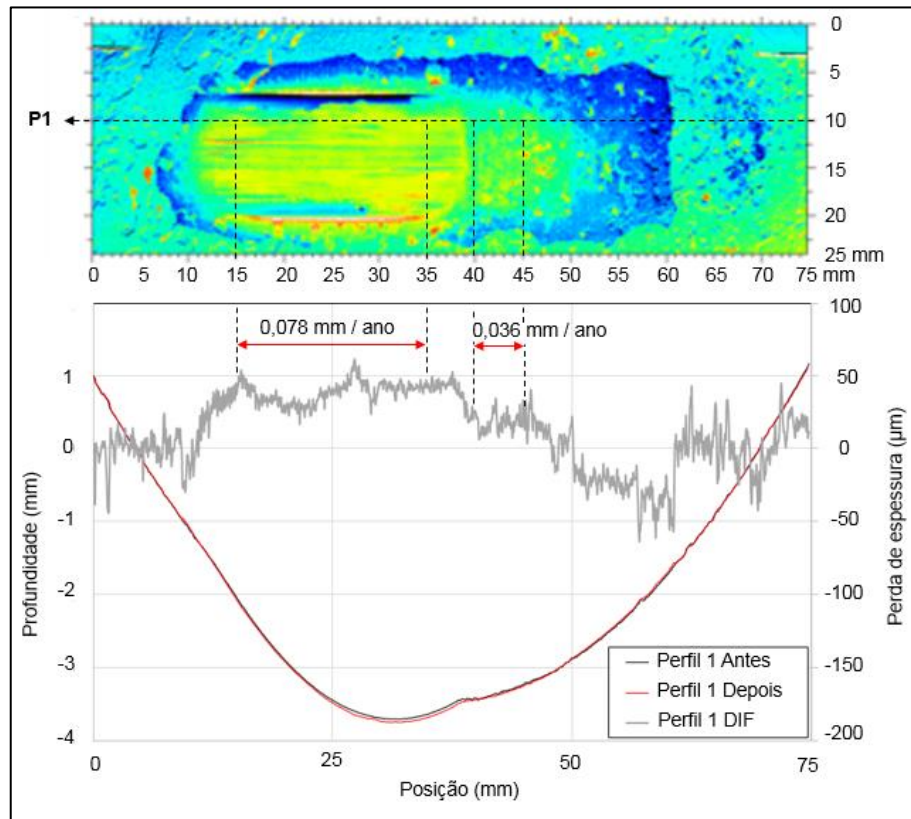 0
5
P1
10
15
20
25 mm
0 5 10 15 20 25 30 35 40 45 50 55 60 65 70 75 mm
100
0,078 mm / ano
0,036 mm / ano
1
50
0
0
-1
-50
-2
-100
-3
-150
-4
-200
Profundidade (mm)
Perda de espessura (µm)
Perfil 1 Antes
Perfil 1 Depois
Perfil 1 DIF
0 25 50 75
Posição (mm)